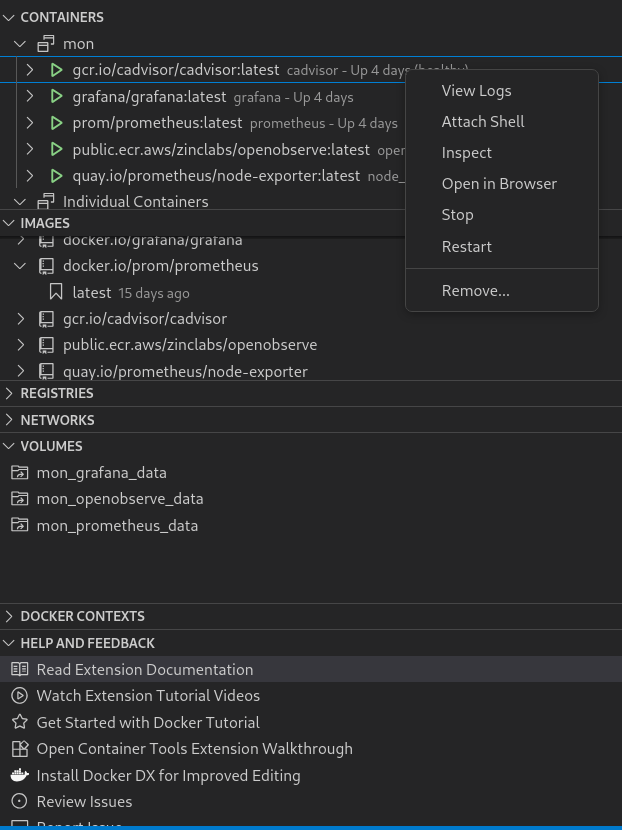 CONTAINERS
mon
gcr.io/cadvisor/cadvisor:latest cadvisor - Up 4 days (healthy)
grafana/grafana:latest grafana - Up 4 days
prom/prometheus:latest prometheus - Up 4 days
public.ecr.aws/zinclabs/openobserve:latest oper
quay.io/prometheus/node-exporter:latest node_
Individual Containers
View Logs
Attach Shell
Inspect
Open in Browser
Stop
Restart
Remove...
IMAGES
docker.io/grafana/grafana
docker.io/prom/prometheus
latest 15 days ago
gcr.io/cadvisor/cadvisor
public.ecr.aws/zinclabs/openobserve
quay.io/prometheus/node-exporter
REGISTRIES
NETWORKS
VOLUMES
mon_grafana_data
mon_openobserve_data
mon_prometheus_data
DOCKER CONTEXTS
HELP AND FEEDBACK
Read Extension Documentation
Watch Extension Tutorial Videos
Get Started with Docker Tutorial
Open Container Tools Extension Walkthrough
Install Docker DX for Improved Editing
Review Issues
Report Issue